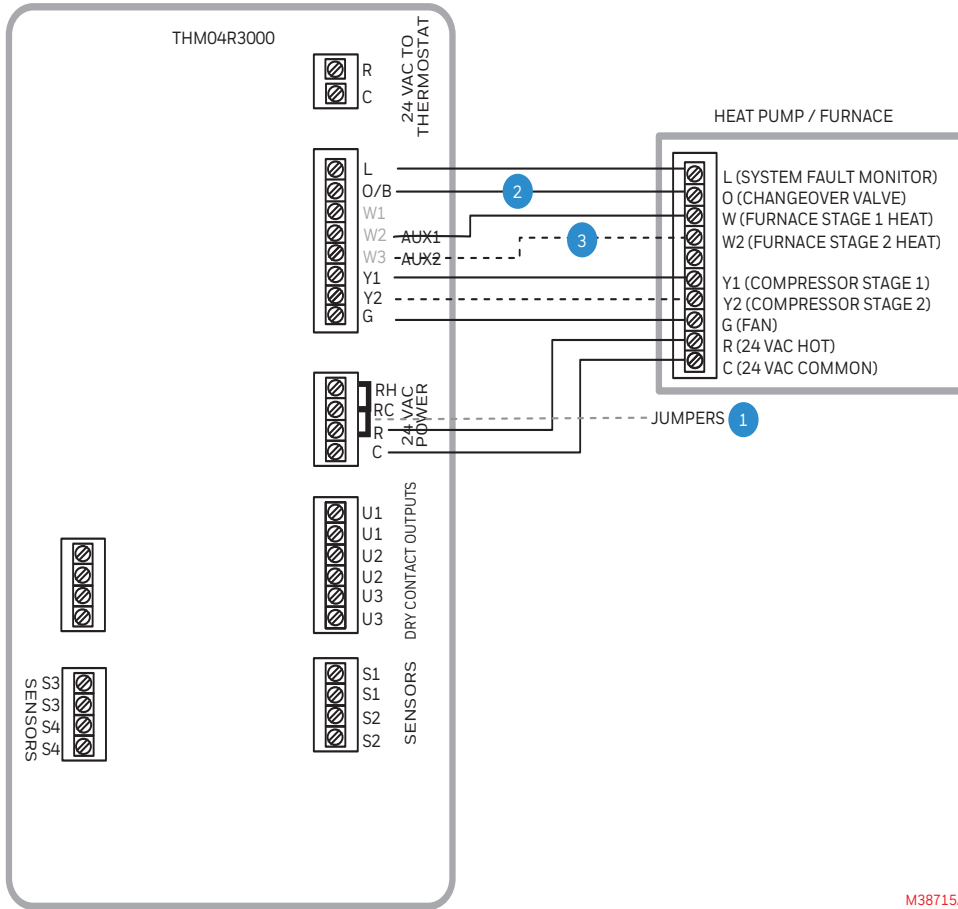 THM04R3000
R
C
24 VAC TO
THERMOSTAT
HEAT PUMP / FURNACE
L
O/B
W1
W2 AUX1
W3 AUX2
Y1
Y2
G
2
3
L (SYSTEM FAULT MONITOR)
O (CHANGEOVER VALVE)
W (FURNACE STAGE 1 HEAT)
W2 (FURNACE STAGE 2 HEAT)
Y1 (COMPRESSOR STAGE 1)
Y2 (COMPRESSOR STAGE 2)
G (FAN)
R (24 VAC HOT)
C (24 VAC COMMON)
RH
RC
R
C
24 VAC
POWER
JUMPERS 1
U1
U1
U2
U2
U3
U3
DRY CONTACT OUTPUTS
S3
S3
S4
S4
SENSORS
S1
S1
S2
S2
SENSORS